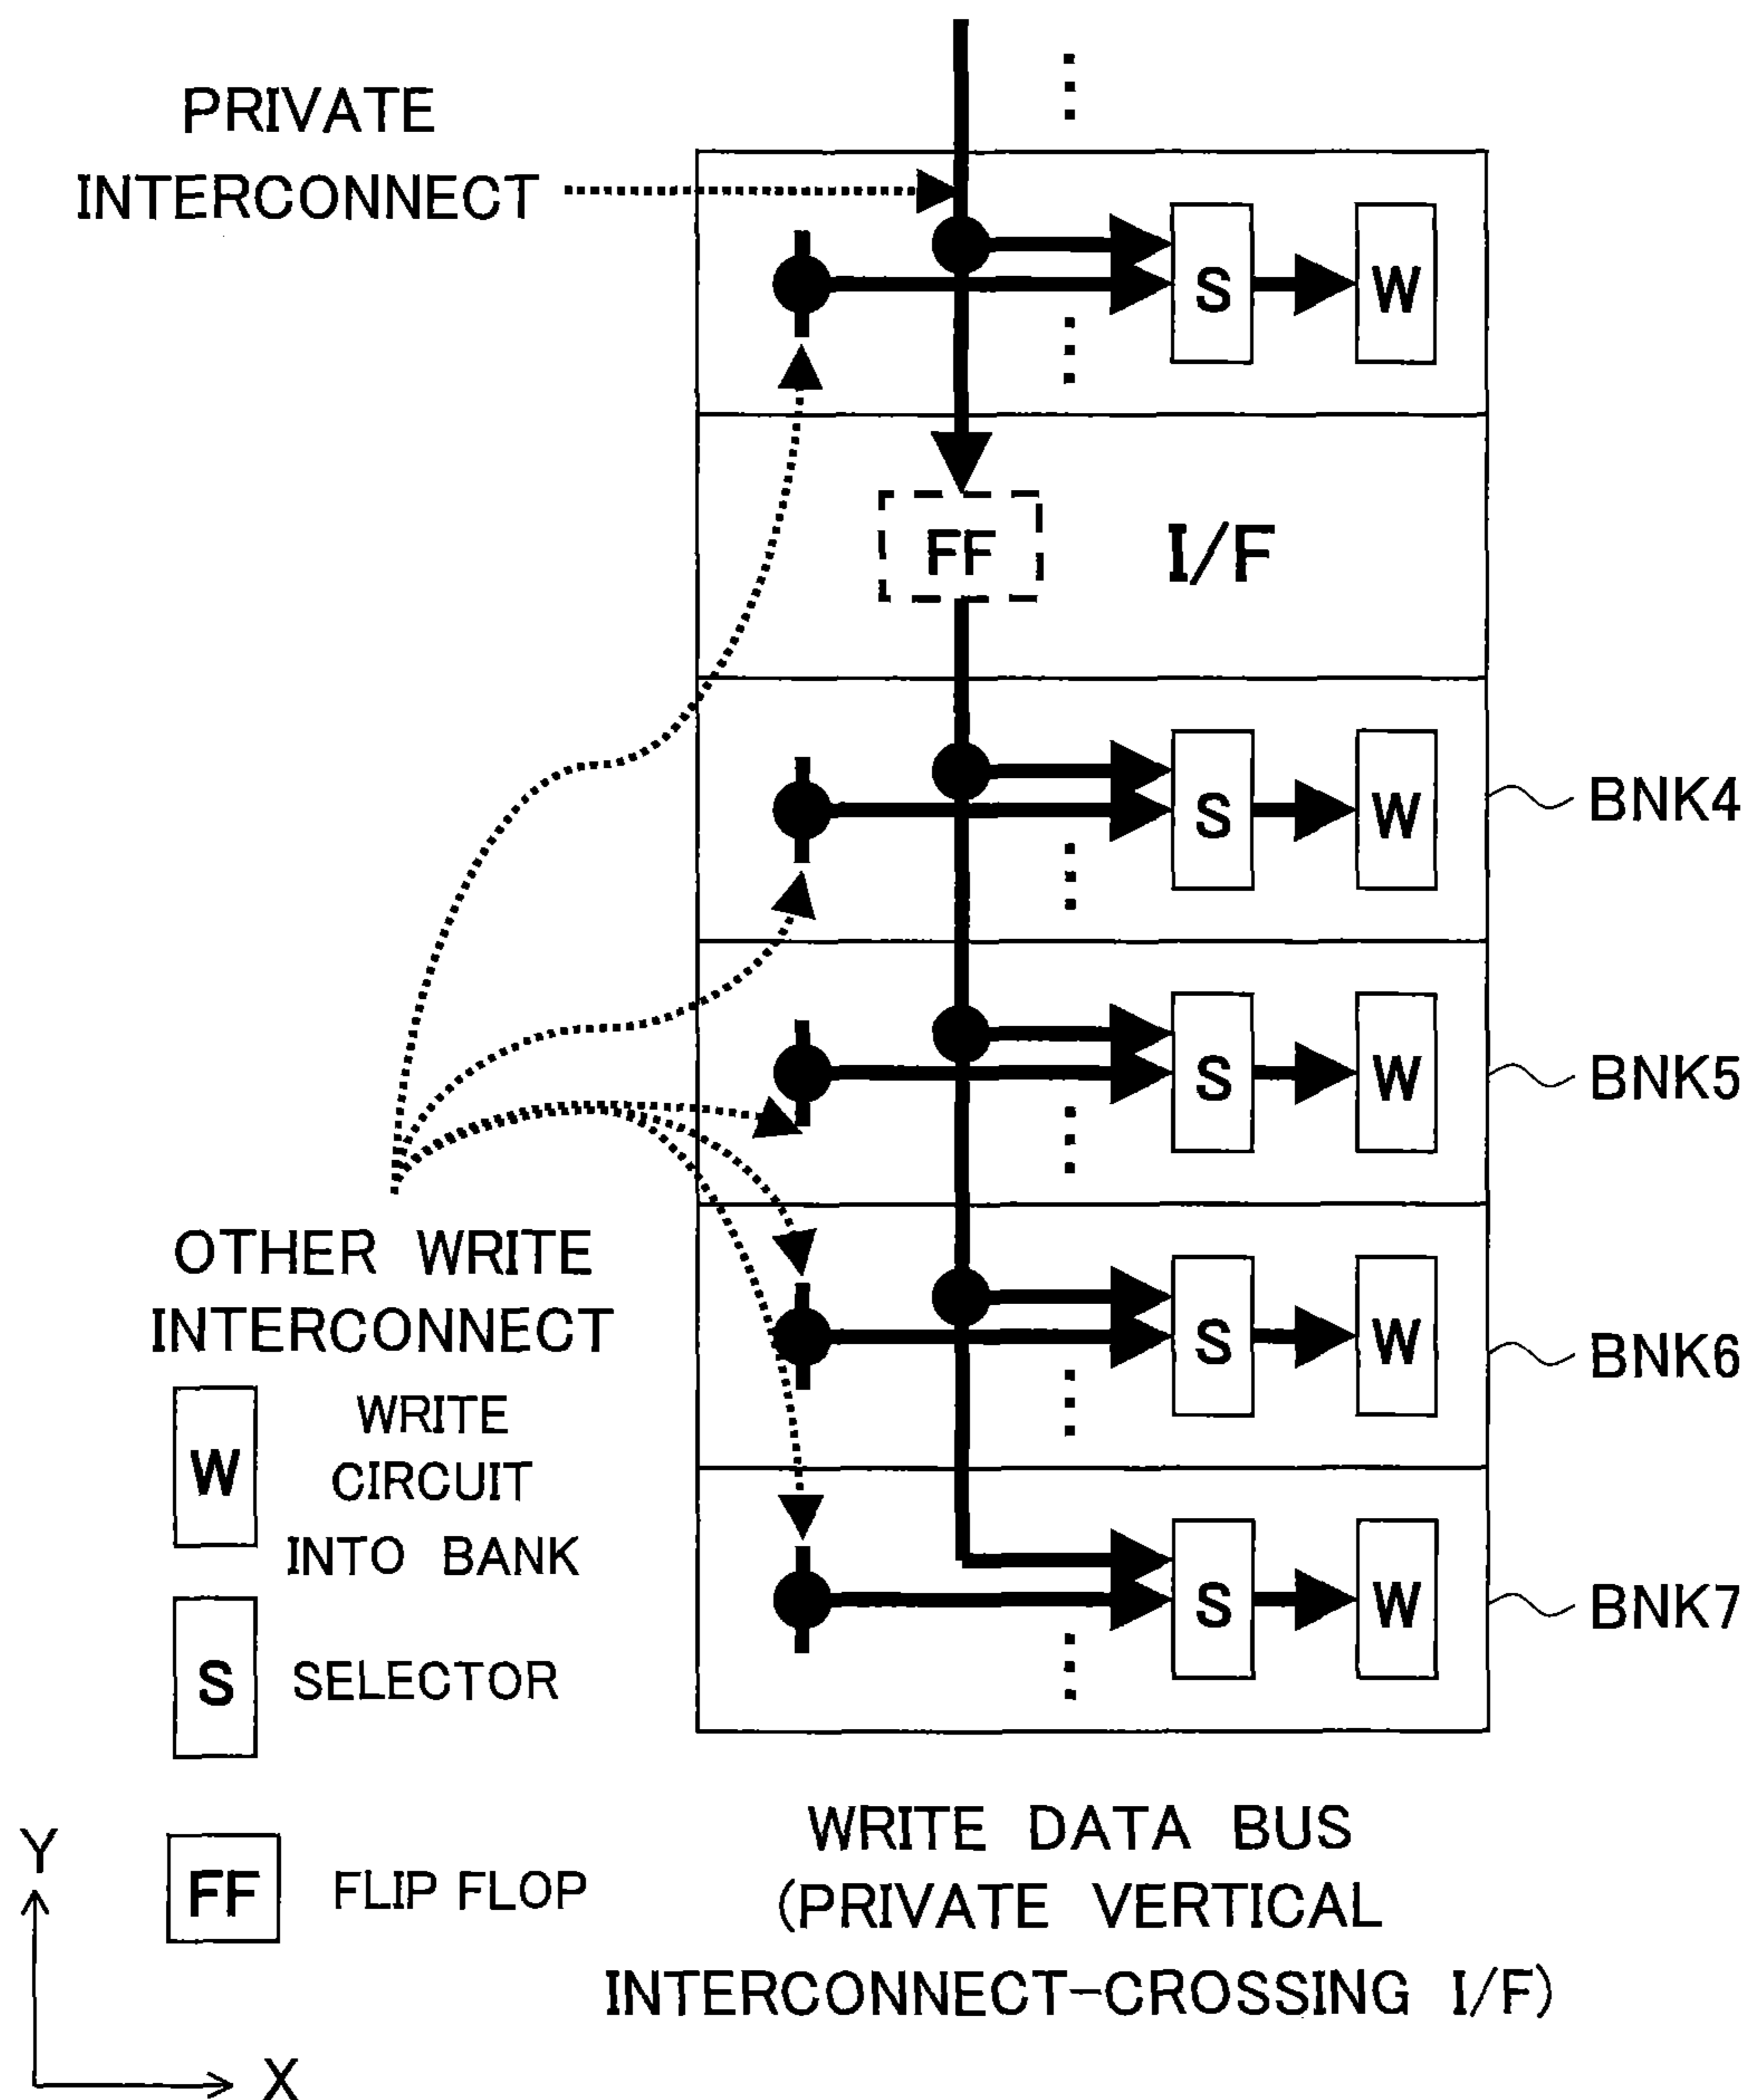 PRIVATE
INTERCONNECT
S W
FF I/F
S W BNK4
S W BNK5
OTHER WRITE
INTERCONNECT
S W BNK6
W WRITE
CIRCUIT
INTO BANK
S W BNK7
S SELECTOR
FF FLIP FLOP
WRITE DATA BUS
(PRIVATE VERTICAL
INTERCONNECT-CROSSING I/F)
Y
X